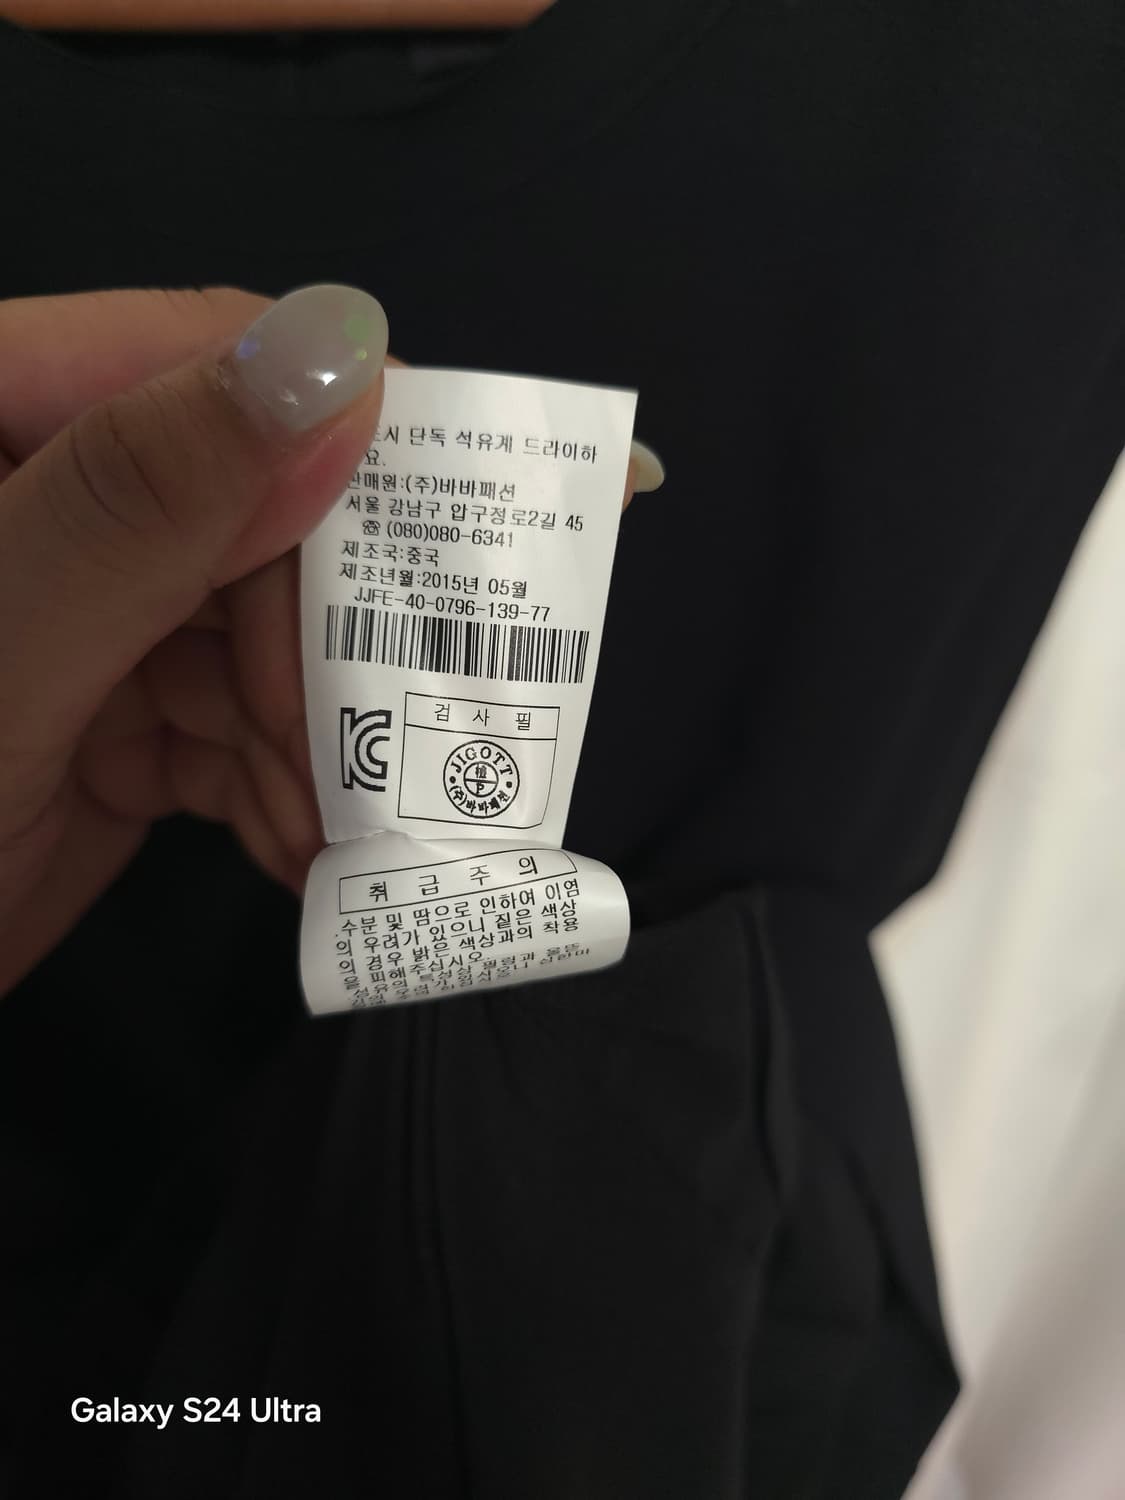 시 단독 석유계 드라이하
요.
판매원:(주)바바패션
서울 강남구 압구정로2길 45
☎ (080)080-6341
제조국:중국
제조년월:2015년 05월
JJFE-40-0796-139-77
검 사 필
JIGOTT
檢
P
(주)바바패션
취 급 주 의
수분 및 땀으로 인하여 이염
의 우려가 있으니 짙은 색상
의 경우 밝은 색상과의 착용
을 피해주십시오.
Galaxy S24 Ultra